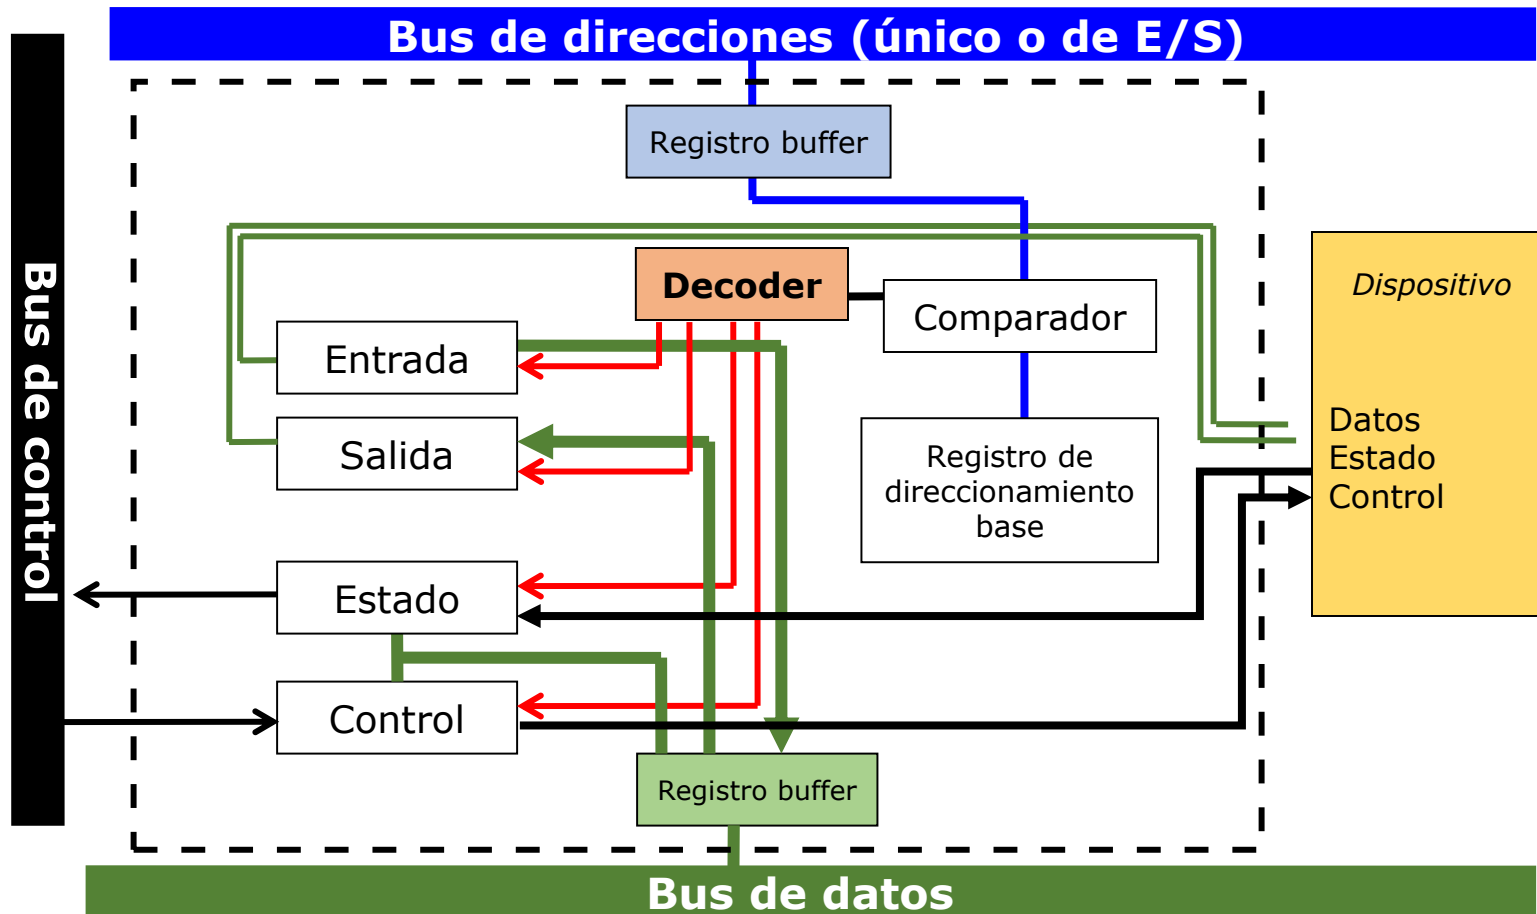 Bus de direcciones (único o de E/S)
Bus de control
Registro buffer
Decoder
Comparador
Dispositivo
Entrada
Salida
Registro de
direccionamiento
base
Datos
Estado
Control
Estado
Control
Registro buffer
Bus de datos